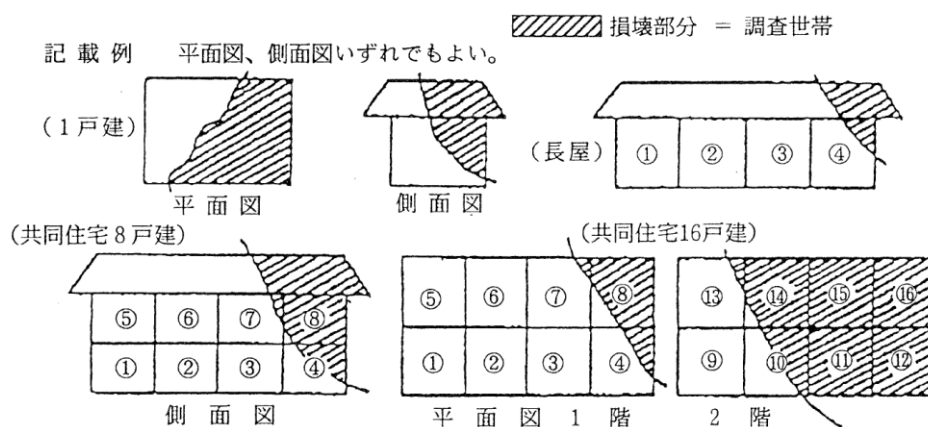 損壊部分 = 調査世帯
記載例 平面図、側面図いずれでもよい。
(1戸建)
平面図
側面図
(長屋)
① ② ③ ④
(共同住宅8戸建)
⑤ ⑥ ⑦ ⑧
① ② ③ ④
側面図
(共同住宅16戸建)
⑤ ⑥ ⑦ ⑧ ⑬ ⑭ ⑮ ⑯
① ② ③ ④ ⑨ ⑩ ⑪ ⑫
平面図 1階 2階